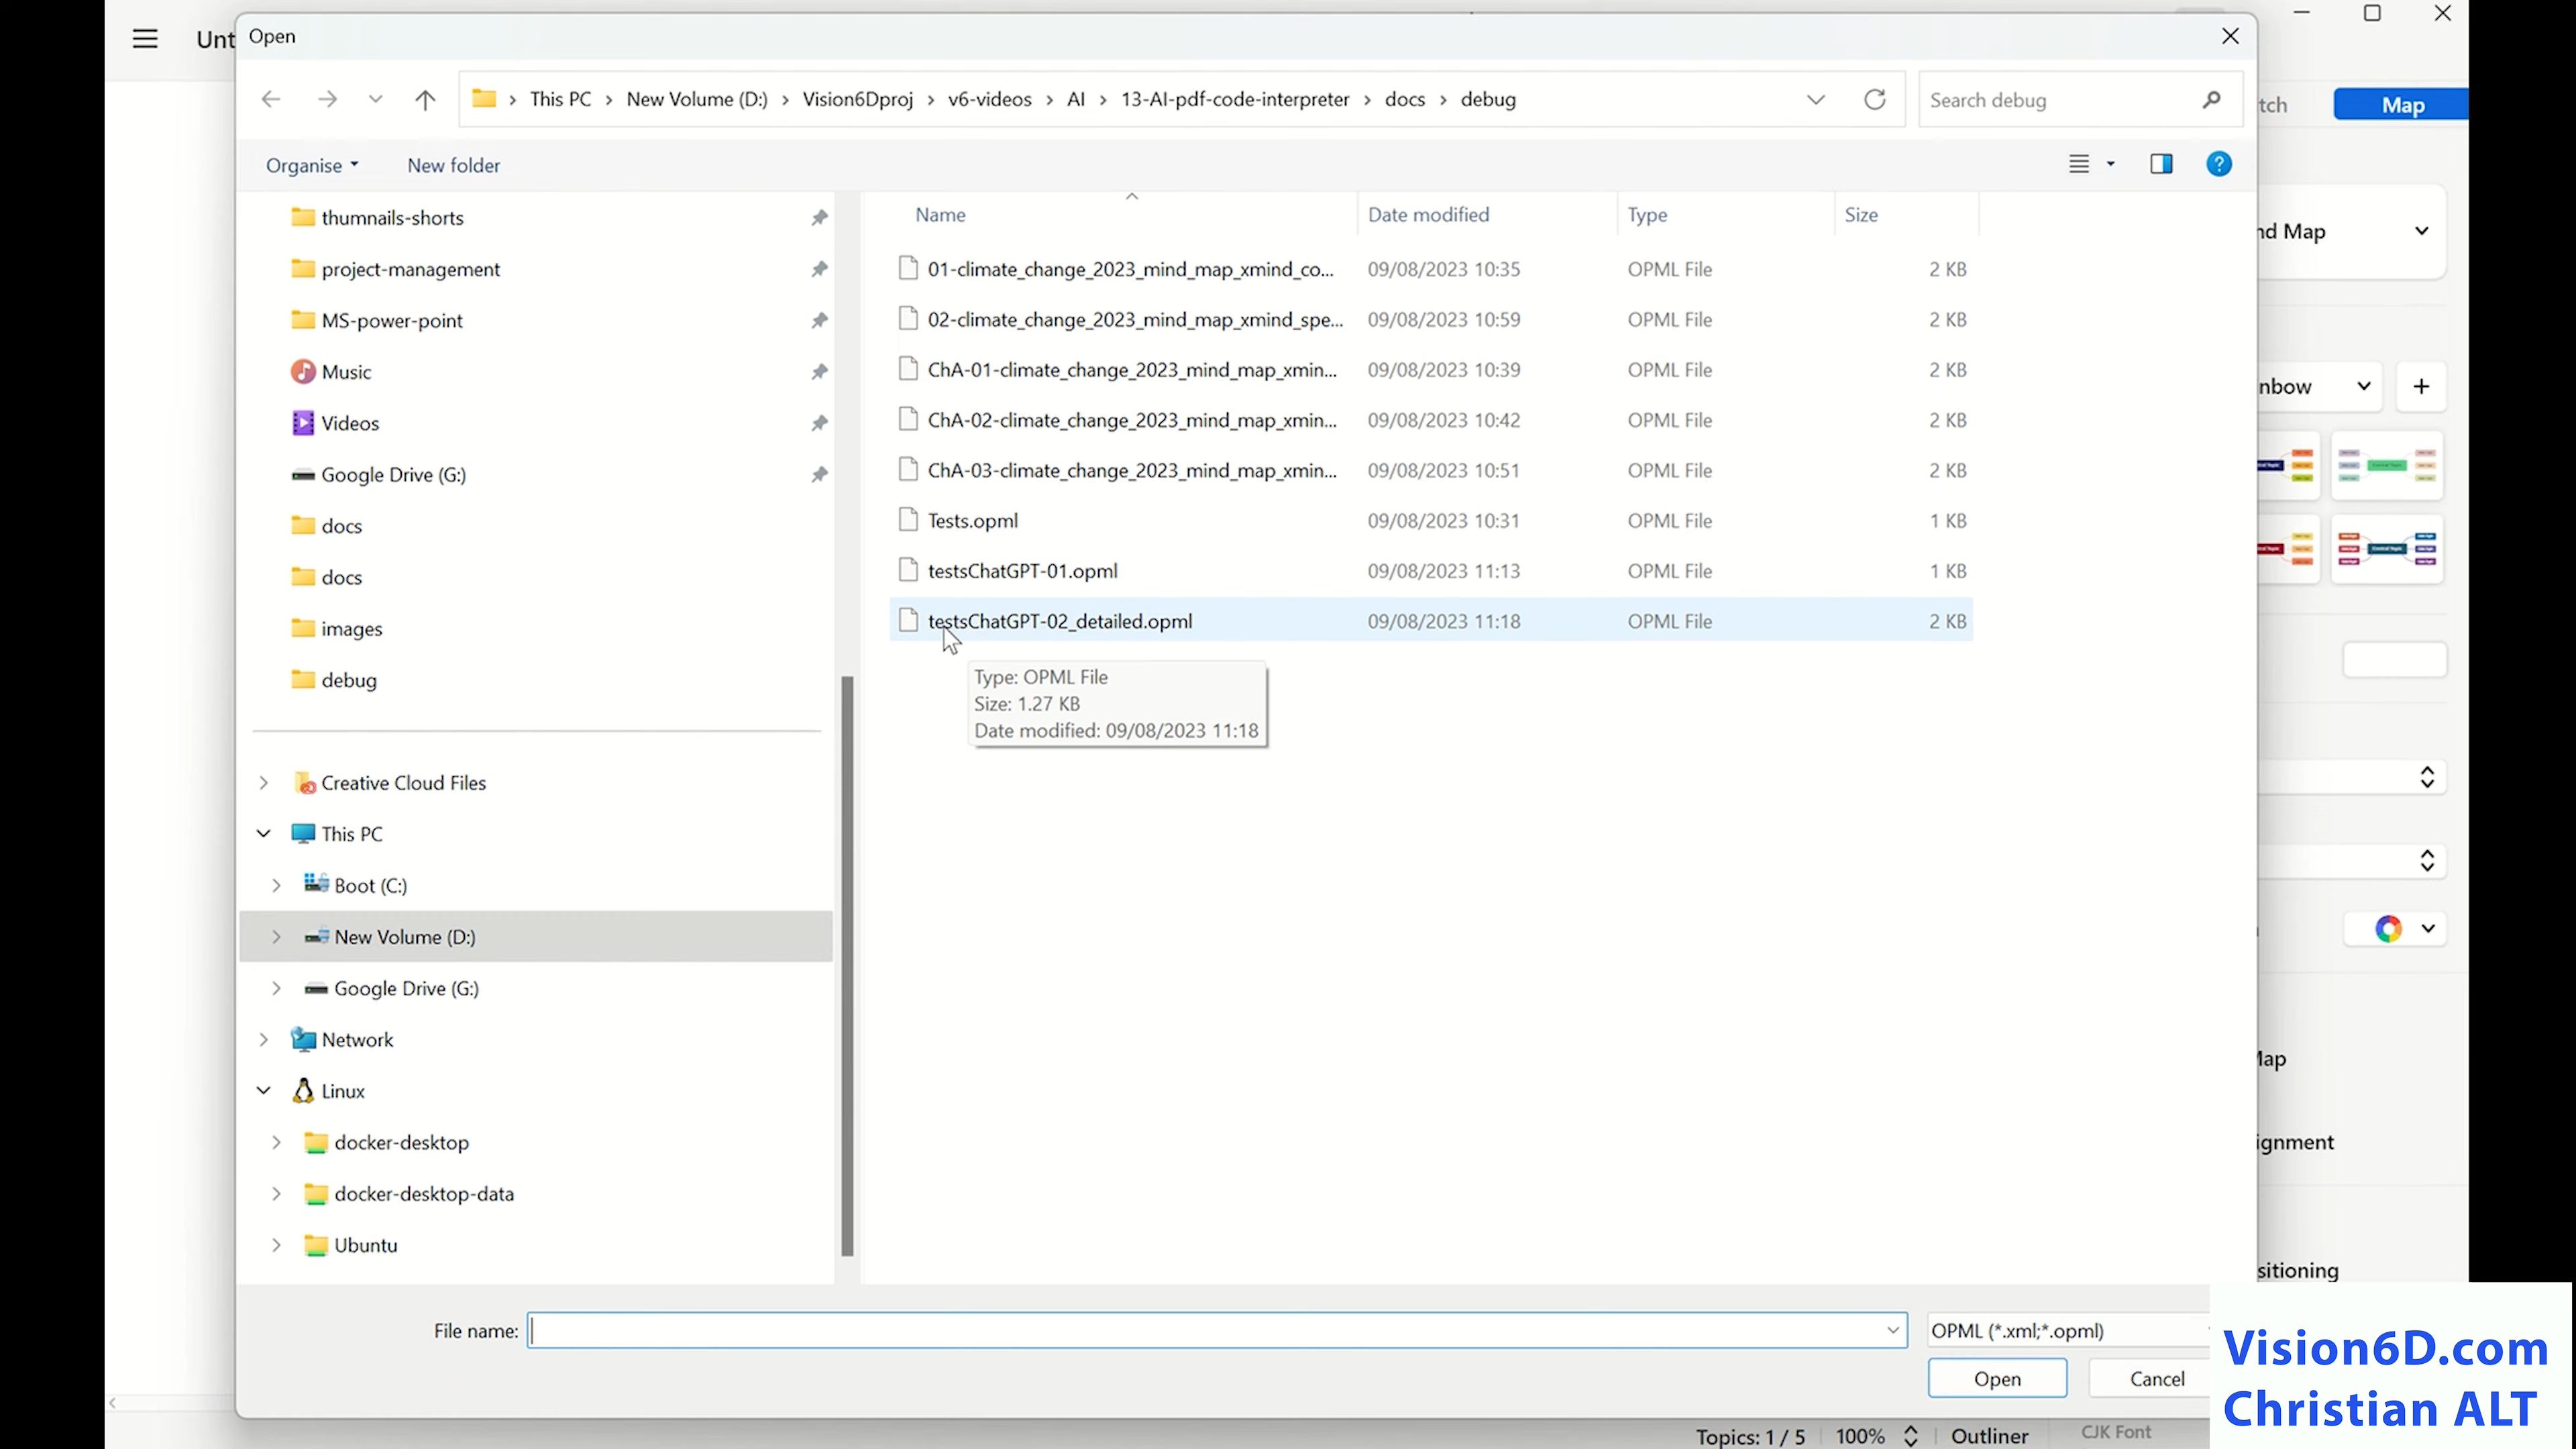 Unt
Open
This PC > New Volume (D:) > Vision6Dproj > v6-videos > AI > 13-AI-pdf-code-interpreter > docs > debug
Search debug
tch
Map
Organise
New folder
thumnails-shorts
project-management
MS-power-point
Music
Videos
Google Drive (G:)
docs
docs
images
debug
Creative Cloud Files
This PC
Boot (C:)
New Volume (D:)
Google Drive (G:)
Network
Linux
docker-desktop
docker-desktop-data
Ubuntu
Name Date modified Type Size
01-climate_change_2023_mind_map_xmind_co... 09/08/2023 10:35 OPML File 2 KB
02-climate_change_2023_mind_map_xmind_spe... 09/08/2023 10:59 OPML File 2 KB
ChA-01-climate_change_2023_mind_map_xmin... 09/08/2023 10:39 OPML File 2 KB
ChA-02-climate_change_2023_mind_map_xmin... 09/08/2023 10:42 OPML File 2 KB
ChA-03-climate_change_2023_mind_map_xmin... 09/08/2023 10:51 OPML File 2 KB
Tests.opml 09/08/2023 10:31 OPML File 1 KB
testsChatGPT-01.opml 09/08/2023 11:13 OPML File 1 KB
testsChatGPT-02_detailed.opml 09/08/2023 11:18 OPML File 2 KB
Type: OPML File
Size: 1.27 KB
Date modified: 09/08/2023 11:18
nd Map
nbow
Map
ignment
sitioning
File name:
OPML (*.xml;*.opml)
Open
Cancel
Vision6D.com
Christian ALT
Topics: 1 / 5 100% Outliner
CJK Font